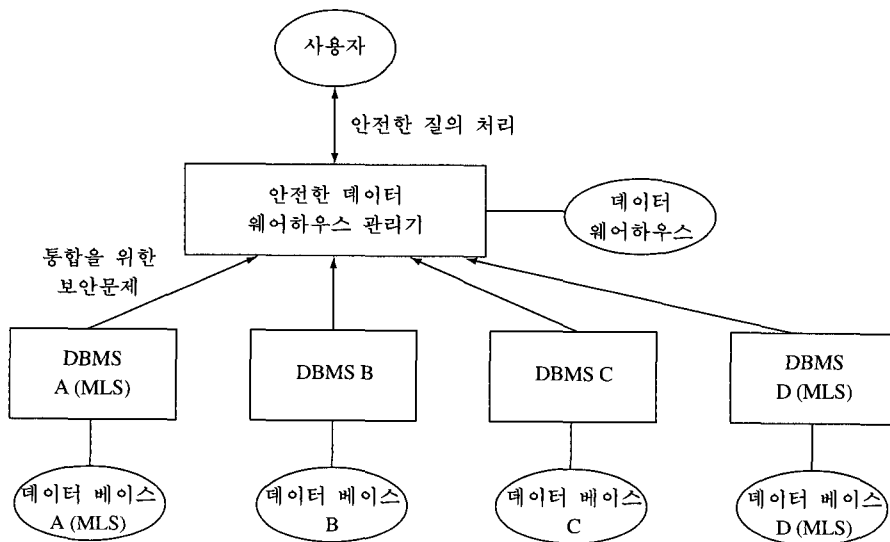 사용자
안전한 질의 처리
안전한 데이터
웨어하우스 관리기
데이터
웨어하우스
통합을 위한
보안문제
DBMS
A (MLS)
DBMS B
DBMS C
DBMS
D (MLS)
데이터 베이스
A (MLS)
데이터 베이스
B
데이터 베이스
C
데이터 베이스
D (MLS)